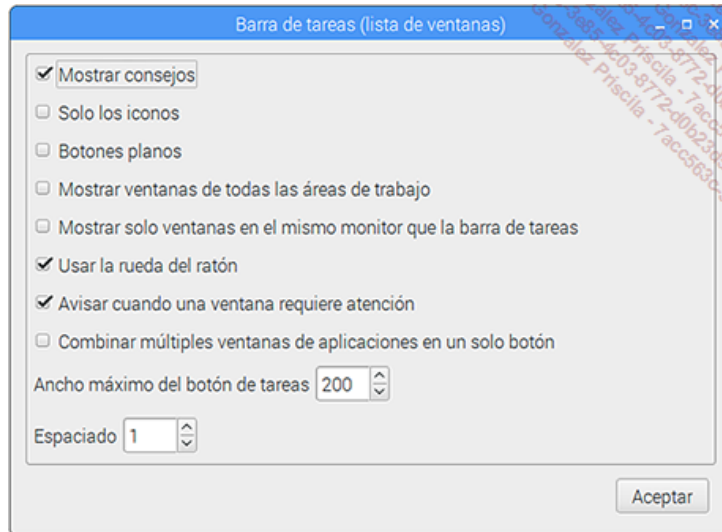 Barra de tareas (lista de ventanas)
Mostrar consejos
Solo los iconos
Botones planos
Mostrar ventanas de todas las áreas de trabajo
Mostrar solo ventanas en el mismo monitor que la barra de tareas
Usar la rueda del ratón
Avisar cuando una ventana requiere atención
Combinar múltiples ventanas de aplicaciones en un solo botón
Ancho máximo del botón de tareas 200
Espaciado 1
Aceptar
Gonzalez Priscila - 7acc563c-